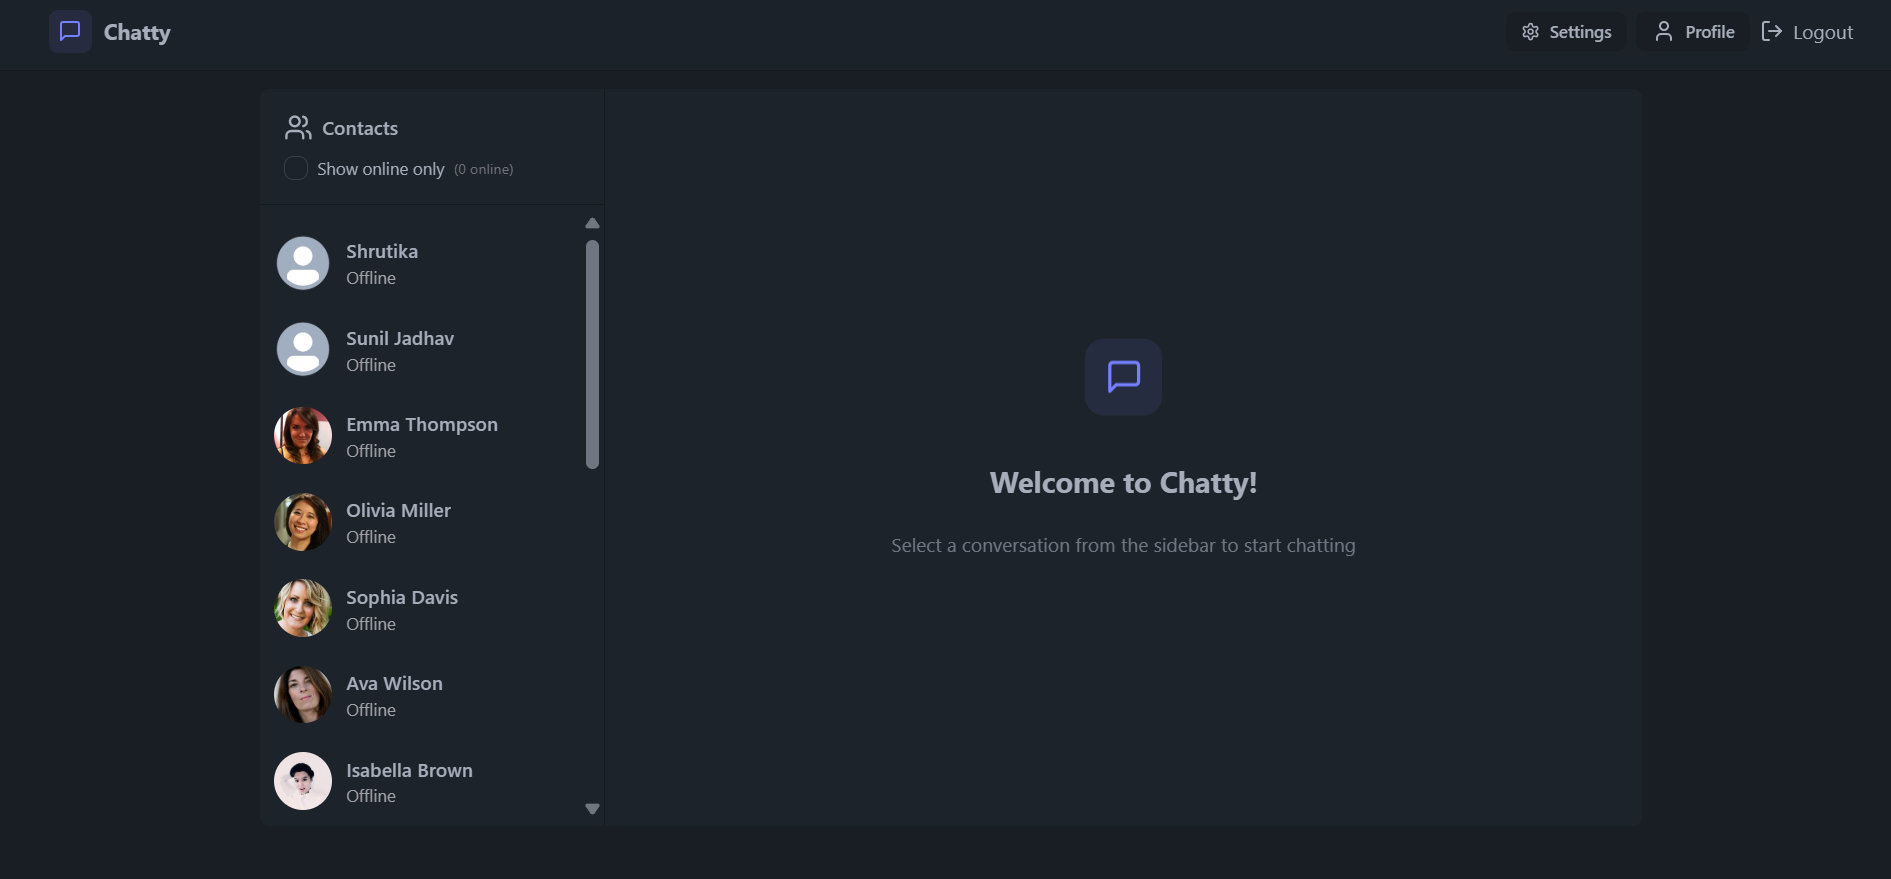 Chatty
Settings
Profile
Logout
Contacts
Show online only (0 online)
Shrutika
Offline
Sunil Jadhav
Offline
Emma Thompson
Offline
Olivia Miller
Offline
Sophia Davis
Offline
Ava Wilson
Offline
Isabella Brown
Offline
Welcome to Chatty!
Select a conversation from the sidebar to start chatting